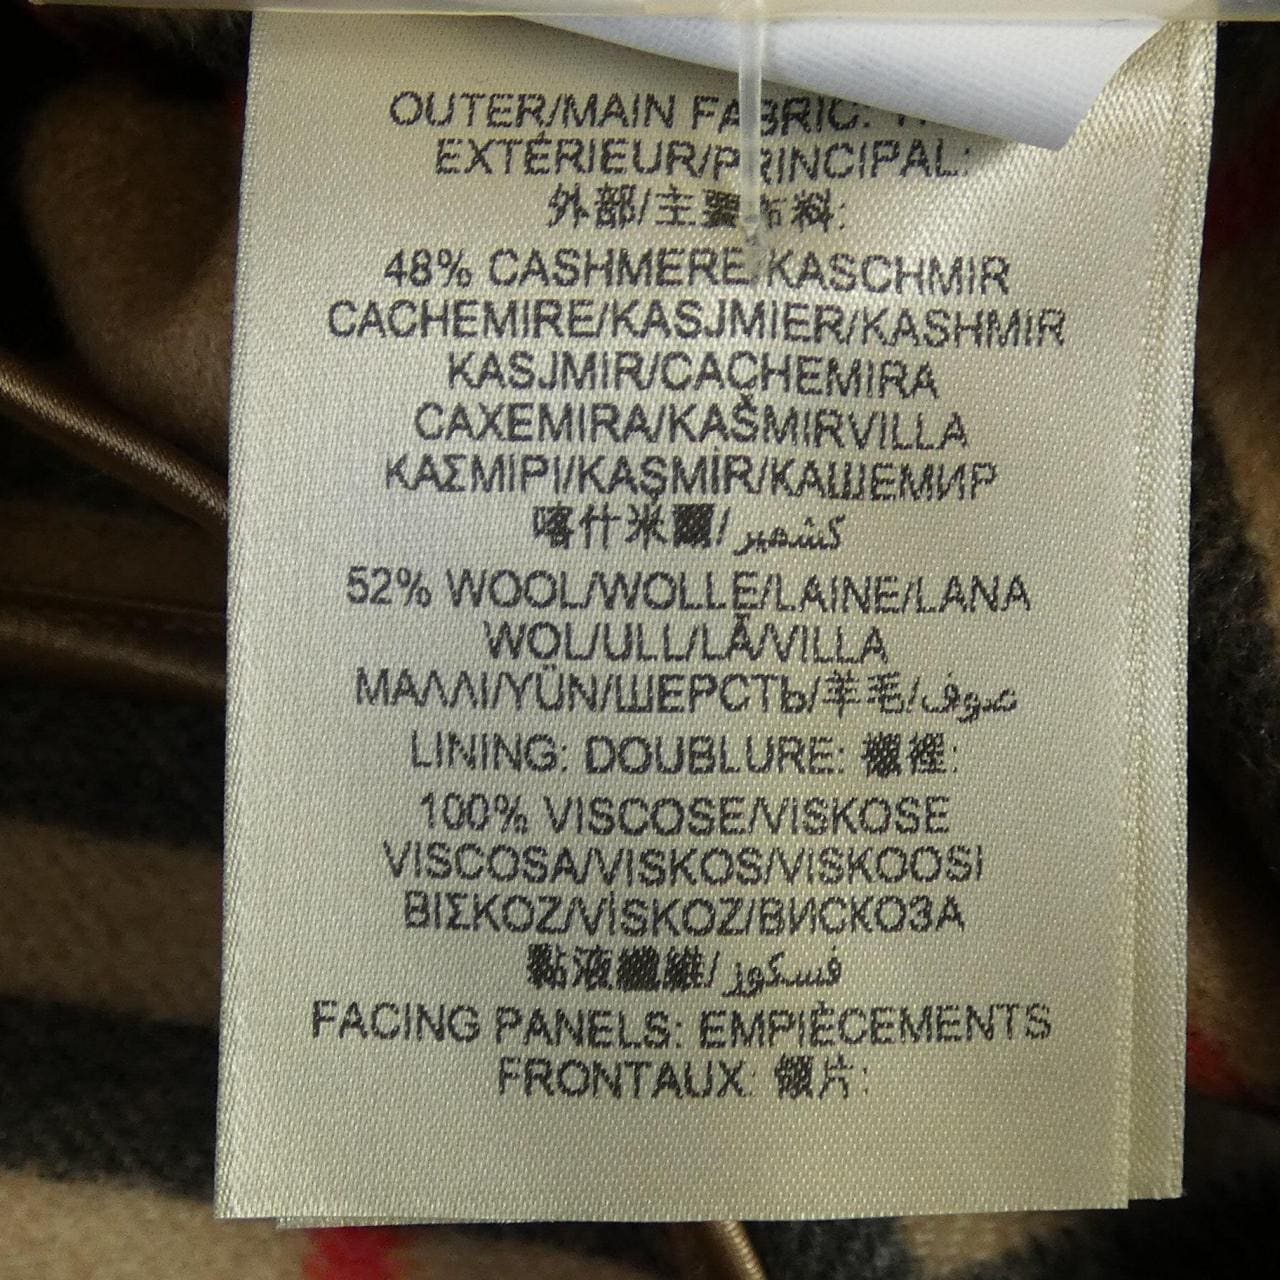 OUTER/MAIN FABRIC:
EXTÉRIEUR/PRINCIPAL:
外部/主要布料:
48% CASHMERE/KASCHMIR
CACHEMIRE/KASJMIER/KASHMIR
KASJMIR/CACHEMIRA
CAXEMIRA/KAŠMIRVILLA
ΚΑΣΜΙΡΙ/KAŞMİR/КАШЕМИР
喀什米爾/كشمير
52% WOOL/WOLLE/LAINE/LANA
WOL/ULL/LÃ/VILLA
ΜΑΛΛΙ/YÜN/ШЕРСТЬ/羊毛/صوف
LINING: DOUBLURE: 襯裡:
100% VISCOSE/VISKOSE
VISCOSA/VISKOS/VISKOOSI
ΒΙΣΚΟΖ/VİSKOZ/ВИСКОЗА
黏液纖維/فسكوز
FACING PANELS: EMPIÈCEMENTS
FRONTAUX: 片: